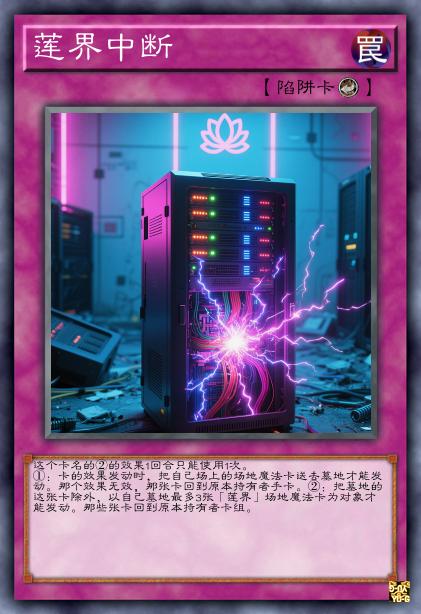 莲界中断
罠
【陷阱卡】
这个卡名的②的效果1回合只能使用1次。
①：卡的效果发动时，把自己场上的场地魔法卡送去墓地才能发
动。那个效果无效，那张卡回到原本持有者手卡。②：把墓地的
这张卡除外，以自己墓地最多3张「莲界」场地魔法卡为对象才
能发动。那些张卡回到原本持有者卡组。